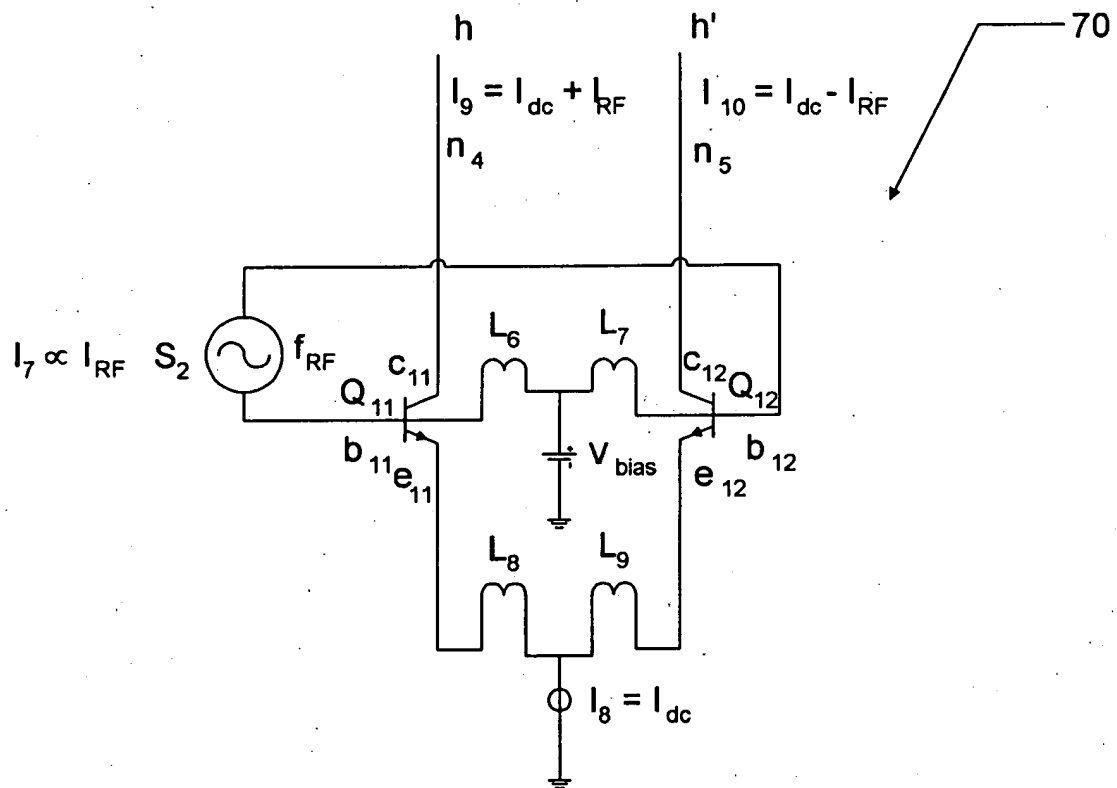 h
h'
70
I9 = Idc + IRF
I10 = Idc - IRF
n4
n5
L6
L7
I7 ∝ IRF
S2
fRF
c11
c12
Q11
Q12
b11
e11
Vbias
b12
e12
L8
L9
I8 = Idc